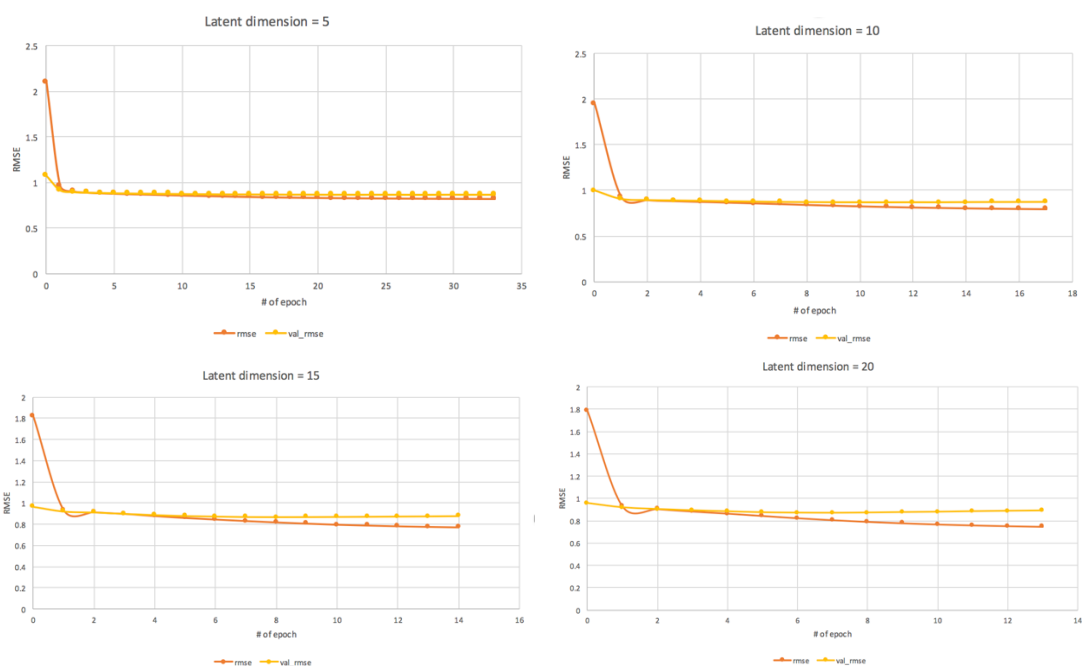 Latent dimension = 5
2.5
2
1.5
1
0.5
0
RMSE
0 5 10 15 20 25 30 35
# of epoch
rmse val_rmse
Latent dimension = 10
2.5
2
1.5
1
0.5
0
RMSE
0 2 4 6 8 10 12 14 16 18
# of epoch
rmse val_rmse
Latent dimension = 15
2
1.8
1.6
1.4
1.2
1
0.8
0.6
0.4
0.2
0
RMSE
0 2 4 6 8 10 12 14 16
# of epoch
rmse val_rmse
Latent dimension = 20
2
1.8
1.6
1.4
1.2
1
0.8
0.6
0.4
0.2
0
RMSE
0 2 4 6 8 10 12 14
# of epoch
rmse val_rmse